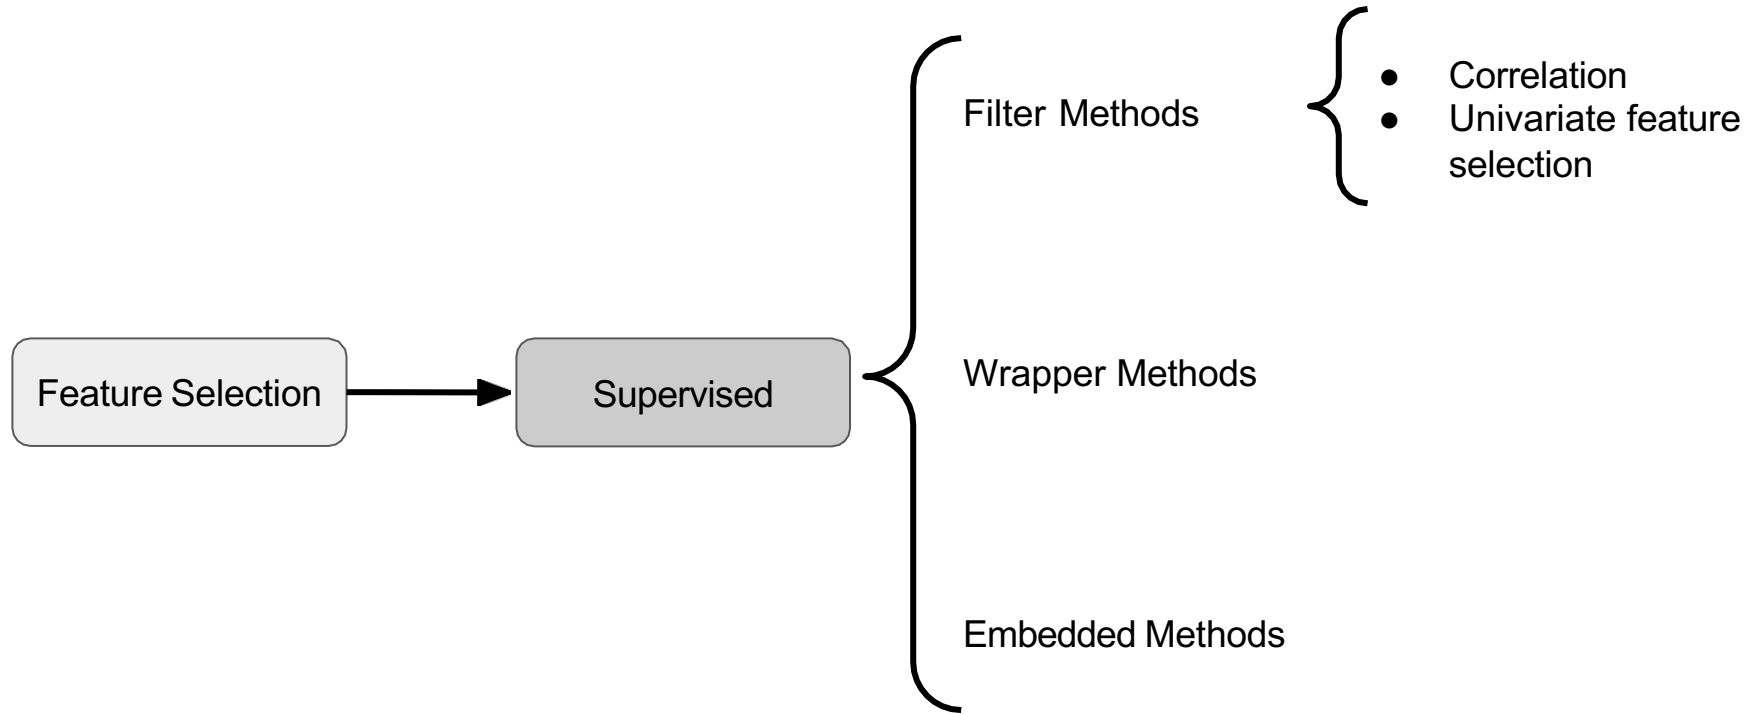 Feature Selection
Supervised
Filter Methods
● Correlation
● Univariate feature
selection
Wrapper Methods
Embedded Methods